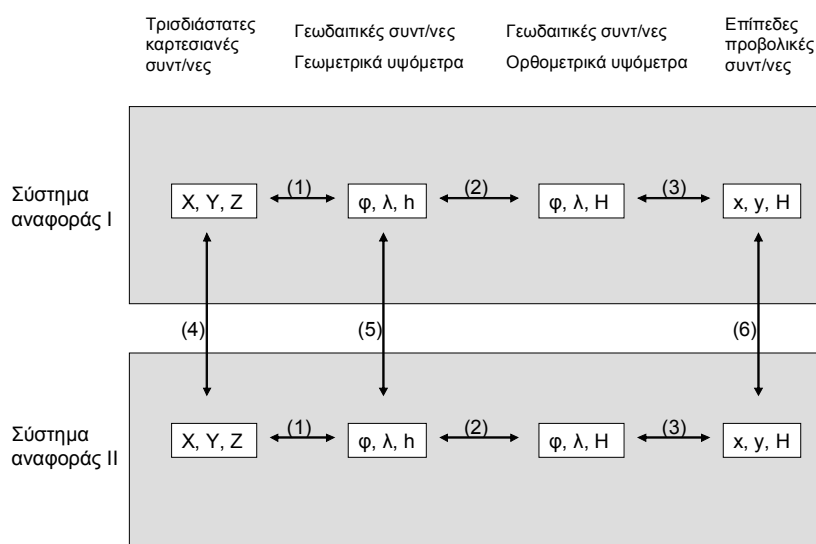 Τρισδιάστατες
καρτεσιανές
συντ/νες
Γεωδαιτικές συντ/νες
Γεωμετρικά υψόμετρα
Γεωδαιτικές συντ/νες
Ορθομετρικά υψόμετρα
Επίπεδες
προβολικές
συντ/νες
Σύστημα
αναφοράς I
X, Y, Z
(1)
φ, λ, h
(2)
φ, λ, H
(3)
x, y, H
(4)
(5)
(6)
Σύστημα
αναφοράς II
X, Y, Z
(1)
φ, λ, h
(2)
φ, λ, H
(3)
x, y, H